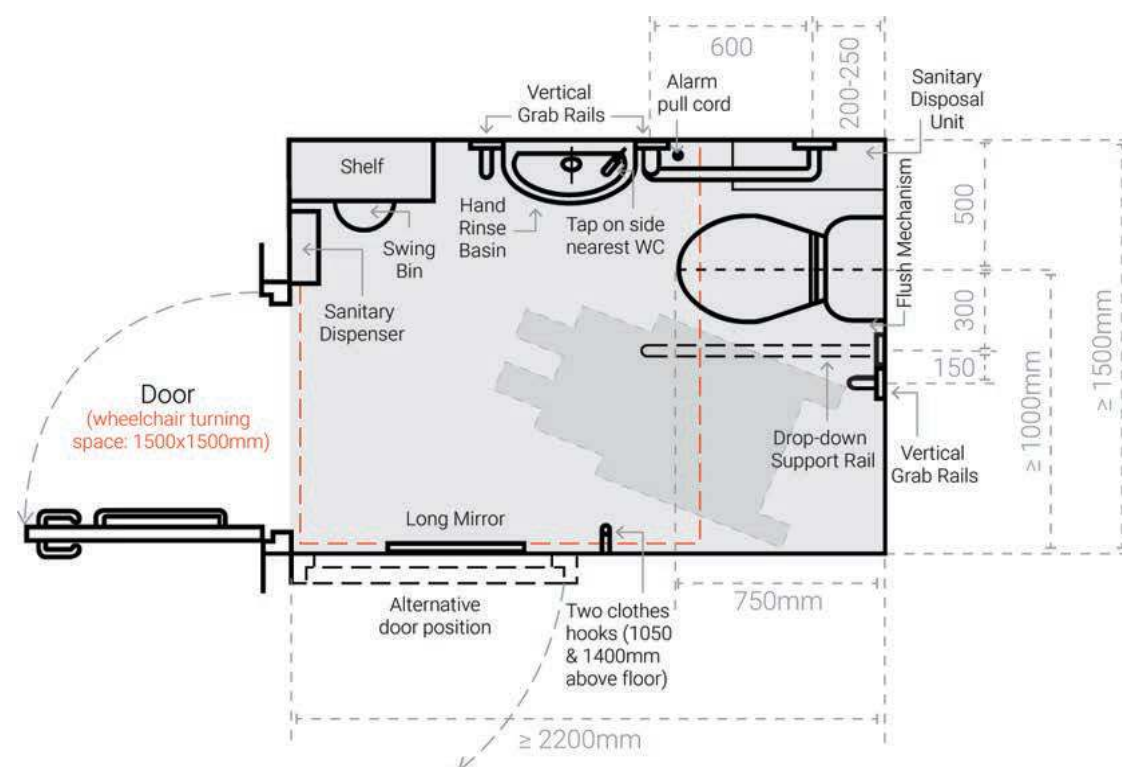 600
200-250
Sanitary
Disposal
Unit
Alarm
pull cord
Vertical
Grab Rails
Shelf
Hand
Rinse
Basin
Tap on side
nearest WC
Swing
Bin
Sanitary
Dispenser
Flush Mechanism
500
300
150
≥ 1000mm
≥ 1500mm
Door
(wheelchair turning
space: 1500x1500mm)
Drop-down
Support Rail
Vertical
Grab Rails
Long Mirror
Alternative
door position
Two clothes
hooks (1050
& 1400mm
above floor)
750mm
≥ 2200mm